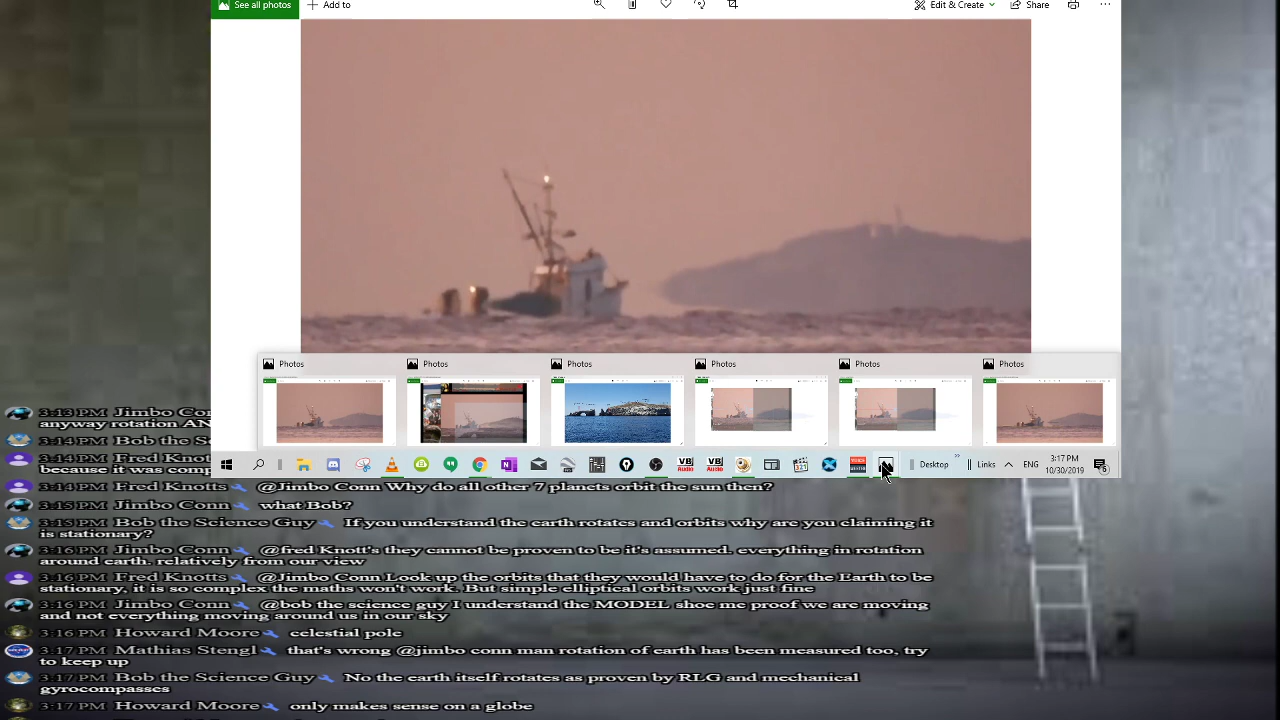 See all photos
Add to
Edit & Create
Share
Photos
Photos
Photos
Photos
Photos
Photos
VB Audio
VB Audio
Desktop
Links
ENG
3:17 PM
10/30/2019
3:13 PM Jimbo Con
anyway rotation AN
3:14 PM Bob the S
3:14 PM Fred Knot
because it was comp
3:14 PM Fred Knotts @Jimbo Conn Why do all other 7 planets orbit the sun then?
Jimbo Conn what Bob?
3:15 PM Bob the Science Guy If you understand the earth rotates and orbits why are you claiming it
is stationary?
3:16 PM Jimbo Conn @fred Knott's they cannot be proven to be it's assumed. everything in rotation
around earth. relatively from our view
3:16 PM Fred Knotts @Jimbo Conn Look up the orbits that they would have to do for the Earth to be
stationary, it is so complex the maths won't work. But simple elliptical orbits work just fine
3:16 PM Jimbo Conn @bob the science guy I understand the MODEL shoe me proof we are moving
and not everything moving around us in our sky
3:16 PM Howard Moore celestial pole
3:17 PM Mathias Stengl that's wrong @jimbo conn man rotation of earth has been measured too, try
to keep up
3:17 PM Bob the Science Guy No the earth itself rotates as proven by RLG and mechanical
gyrocompasses
3:17 PM Howard Moore only makes sense on a globe